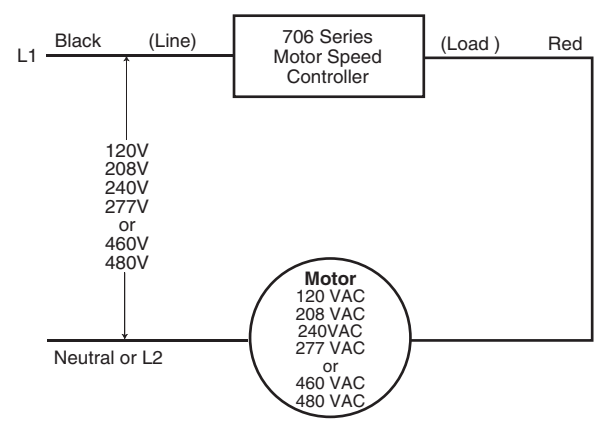 L1 Black (Line)
706 Series
Motor Speed
Controller
(Load ) Red
120V
208V
240V
277V
or
460V
480V
Neutral or L2
Motor
120 VAC
208 VAC
240VAC
277 VAC
or
460 VAC
480 VAC